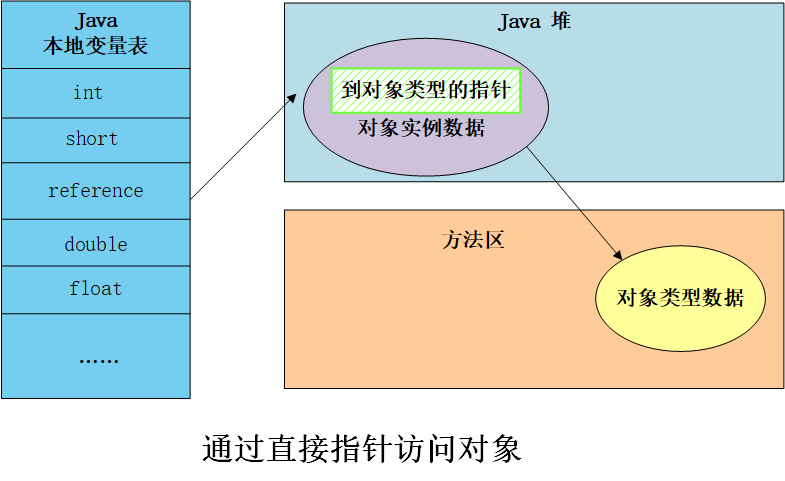 Java
本地变量表
int
short
reference
double
float
......
Java 堆
到对象类型的指针
对象实例数据
方法区
对象类型数据
通过直接指针访问对象